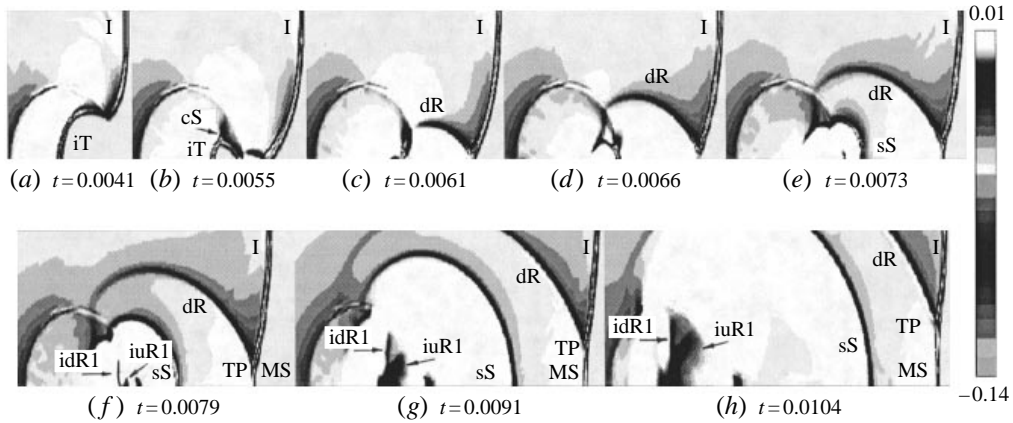 I I I I I 0.01
dR
cS dR dR
iT iT sS
(a) t=0.0041 (b) t=0.0055 (c) t=0.0061 (d) t=0.0066 (e) t=0.0073
I I I
dR dR dR
idR1 iuR1 idR1 iuR1 TP
idR1 iuR1 TP
sS TP MS sS MS sS MS
−0.14
(f) t=0.0079 (g) t=0.0091 (h) t=0.0104